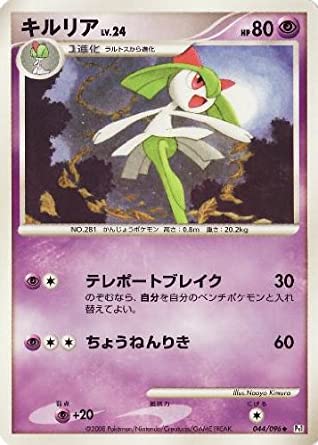 キルリア LV.24 HP 80
1進化 ラルトスから進化
NO.281 かんじょうポケモン 高さ：0.8m 重さ：20.2kg
テレポートブレイク 30
のぞむなら、自分を自分のベンチポケモンと入れ
替えてよい。
ちょうねんりき 60
Illus.Naoyo Kimura
弱点 抵抗力 にげる
+20
©2008 Pokémon/Nintendo/Creatures/GAME FREAK. 044/096